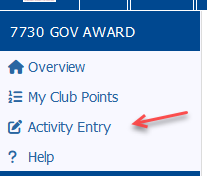 7730 GOV AWARD
Overview
My Club Points
Activity Entry
? Help